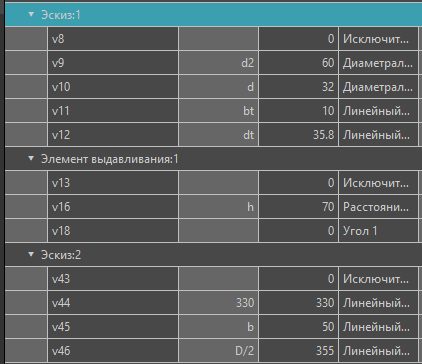 Эскиз:1
v8 0 Исключит...
v9 d2 60 Диаметрал...
v10 d 32 Диаметрал...
v11 bt 10 Линейный...
v12 dt 35.8 Линейный...
Элемент выдавливания:1
v13 0 Исключит...
v16 h 70 Расстояни...
v18 0 Угол 1
Эскиз:2
v43 0 Исключит...
v44 330 330 Линейный...
v45 b 50 Линейный...
v46 D/2 355 Линейный...